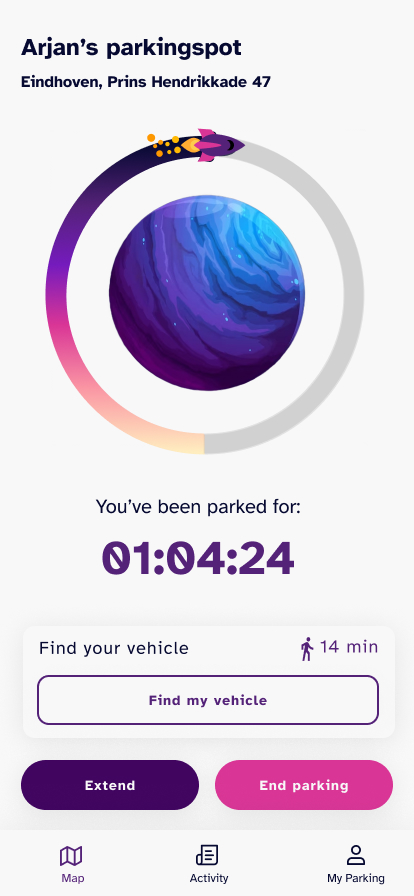 Arjan’s parkingspot
Eindhoven, Prins Hendrikkade 47
You’ve been parked for:
01:04:24
Find your vehicle
14 min
Find my vehicle
Extend
End parking
Map
Activity
My Parking